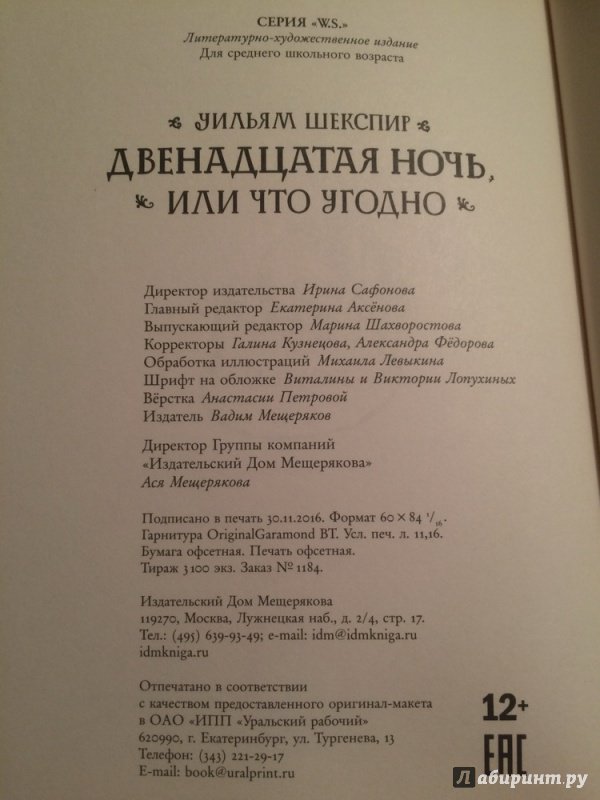 СЕРИЯ «W.S.»
Литературно-художественное издание
Для среднего школьного возраста
УИЛЬЯМ ШЕКСПИР
ДВЕНАДЦАТАЯ НОЧЬ,
ИЛИ ЧТО УГОДНО
Директор издательства Ирина Сафонова
Главный редактор Екатерина Аксёнова
Выпускающий редактор Марина Шахворостова
Корректоры Галина Кузнецова, Александра Фёдорова
Обработка иллюстраций Михаила Левыкина
Шрифт на обложке Виталины и Виктории Лопухиных
Вёрстка Анастасии Петровой
Издатель Вадим Мещеряков
Директор Группы компаний
«Издательский Дом Мещерякова»
Ася Мещерякова
Подписано в печать 30.11.2016. Формат 60 × 84 1/16.
Гарнитура OriginalGaramond BT. Усл. печ. л. 11,16.
Бумага офсетная. Печать офсетная.
Тираж 3 100 экз. Заказ № 1184.
Издательский Дом Мещерякова
119270, Москва, Лужнецкая наб., д. 2/4, стр. 17.
Тел.: (495) 639-93-49; e-mail: idm@idmkniga.ru
idmkniga.ru
Отпечатано в соответствии
с качеством предоставленного оригинал-макета
в ОАО «ИПП «Уральский рабочий»
620990, г. Екатеринбург, ул. Тургенева, 13
Телефон: (343) 221-29-17
E-mail: book@uralprint.ru
12+
EAC
Лабиринт.ру